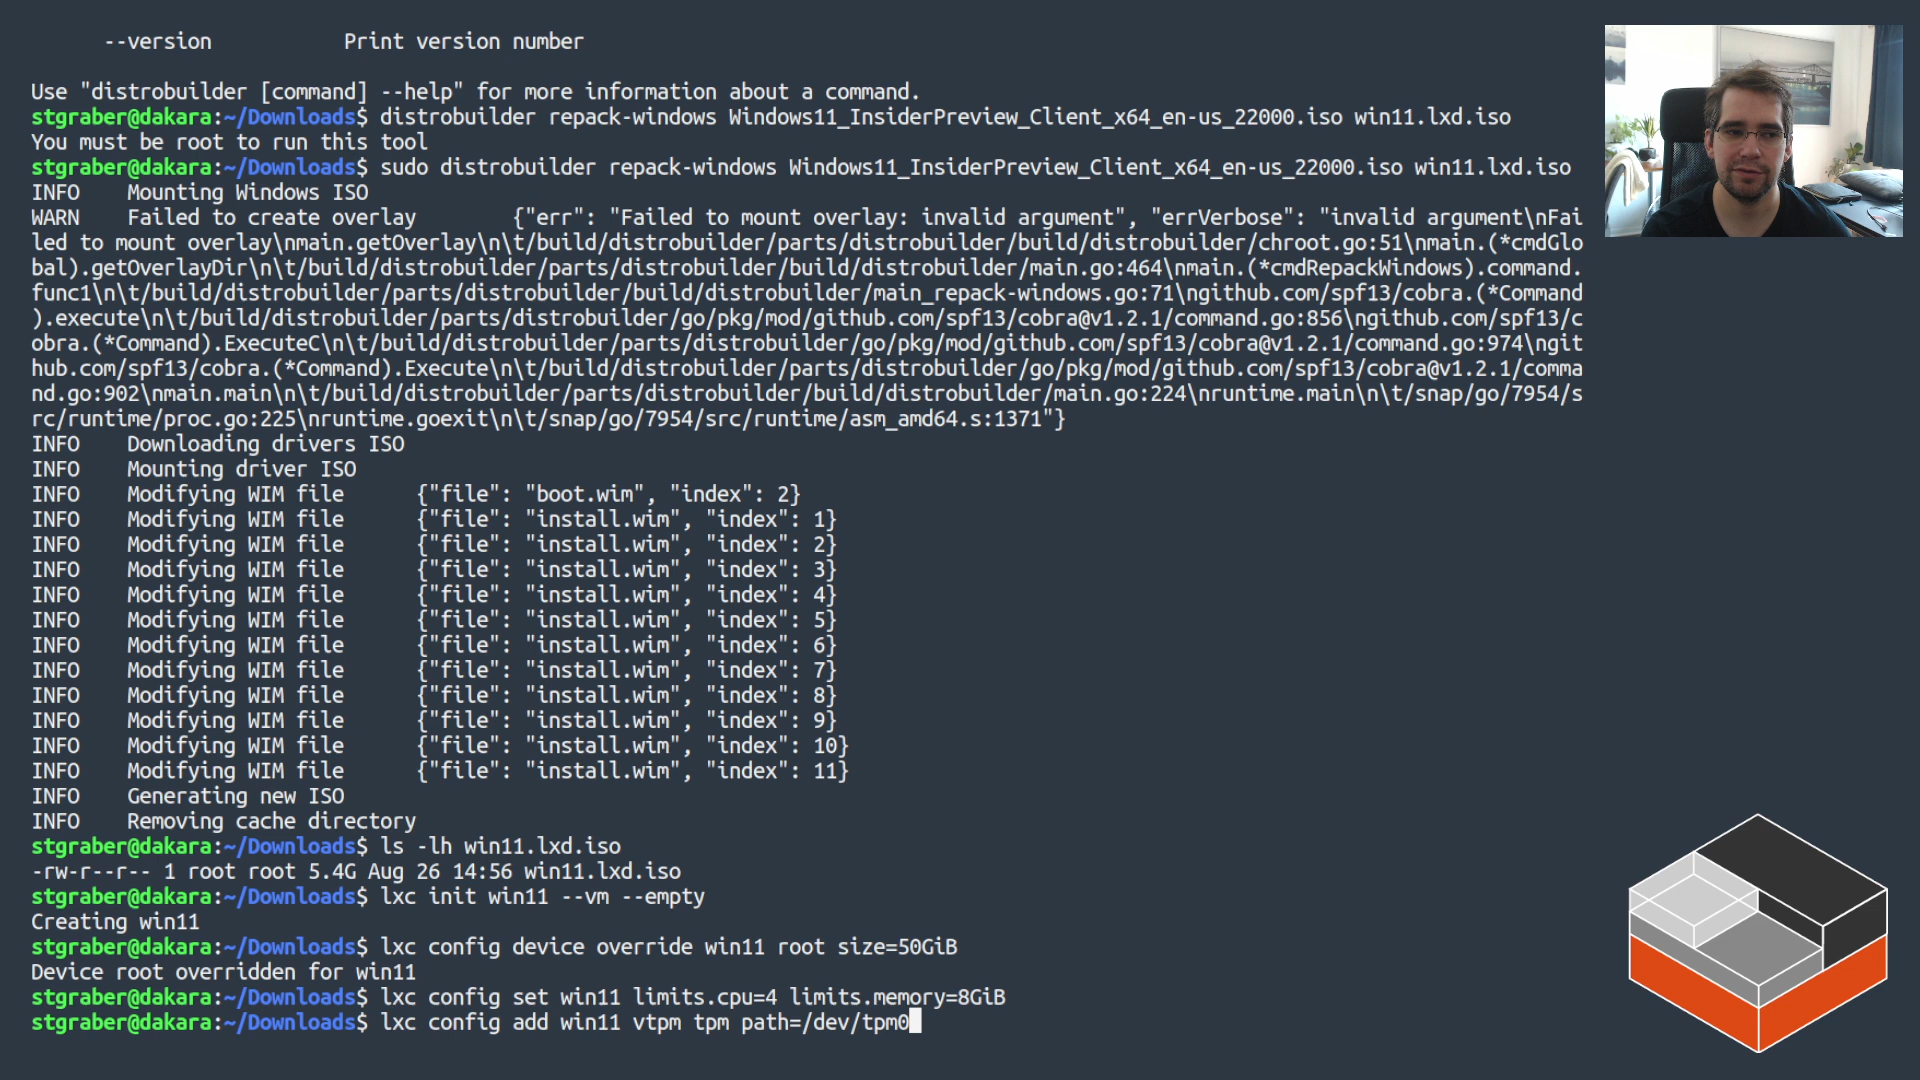 --version           Print version number
Use "distrobuilder [command] --help" for more information about a command.
stgraber@dakara:~/Downloads$ distrobuilder repack-windows Windows11_InsiderPreview_Client_x64_en-us_22000.iso win11.lxd.iso
You must be root to run this tool
stgraber@dakara:~/Downloads$ sudo distrobuilder repack-windows Windows11_InsiderPreview_Client_x64_en-us_22000.iso win11.lxd.iso
INFO    Mounting Windows ISO
WARN    Failed to create overlay        {"err": "Failed to mount overlay: invalid argument", "errVerbose": "invalid argument\nFai
led to mount overlay\nmain.getOverlay\n\t/build/distrobuilder/parts/distrobuilder/build/distrobuilder/chroot.go:51\nmain.(*cmdGlo
bal).getOverlayDir\n\t/build/distrobuilder/parts/distrobuilder/build/distrobuilder/main.go:464\nmain.(*cmdRepackWindows).command.
func1\n\t/build/distrobuilder/parts/distrobuilder/build/distrobuilder/main_repack-windows.go:71\ngithub.com/spf13/cobra.(*Command
).execute\n\t/build/distrobuilder/parts/distrobuilder/go/pkg/mod/github.com/spf13/cobra@v1.2.1/command.go:856\ngithub.com/spf13/c
obra.(*Command).ExecuteC\n\t/build/distrobuilder/parts/distrobuilder/go/pkg/mod/github.com/spf13/cobra@v1.2.1/command.go:974\ngit
hub.com/spf13/cobra.(*Command).Execute\n\t/build/distrobuilder/parts/distrobuilder/go/pkg/mod/github.com/spf13/cobra@v1.2.1/comma
nd.go:902\nmain.main\n\t/build/distrobuilder/parts/distrobuilder/build/distrobuilder/main.go:224\nruntime.main\n\t/snap/go/7954/s
rc/runtime/proc.go:225\nruntime.goexit\n\t/snap/go/7954/src/runtime/asm_amd64.s:1371"}
INFO    Downloading drivers ISO
INFO    Mounting driver ISO
INFO    Modifying WIM file      {"file": "boot.wim", "index": 2}
INFO    Modifying WIM file      {"file": "install.wim", "index": 1}
INFO    Modifying WIM file      {"file": "install.wim", "index": 2}
INFO    Modifying WIM file      {"file": "install.wim", "index": 3}
INFO    Modifying WIM file      {"file": "install.wim", "index": 4}
INFO    Modifying WIM file      {"file": "install.wim", "index": 5}
INFO    Modifying WIM file      {"file": "install.wim", "index": 6}
INFO    Modifying WIM file      {"file": "install.wim", "index": 7}
INFO    Modifying WIM file      {"file": "install.wim", "index": 8}
INFO    Modifying WIM file      {"file": "install.wim", "index": 9}
INFO    Modifying WIM file      {"file": "install.wim", "index": 10}
INFO    Modifying WIM file      {"file": "install.wim", "index": 11}
INFO    Generating new ISO
INFO    Removing cache directory
stgraber@dakara:~/Downloads$ ls -lh win11.lxd.iso
-rw-r--r-- 1 root root 5.4G Aug 26 14:56 win11.lxd.iso
stgraber@dakara:~/Downloads$ lxc init win11 --vm --empty
Creating win11
stgraber@dakara:~/Downloads$ lxc config device override win11 root size=50GiB
Device root overridden for win11
stgraber@dakara:~/Downloads$ lxc config set win11 limits.cpu=4 limits.memory=8GiB
stgraber@dakara:~/Downloads$ lxc config add win11 vtpm tpm path=/dev/tpm0